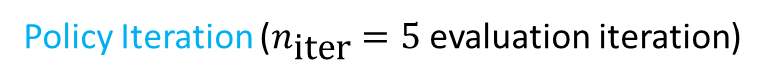 Policy Iteration (n_iter = 5 evaluation iteration)